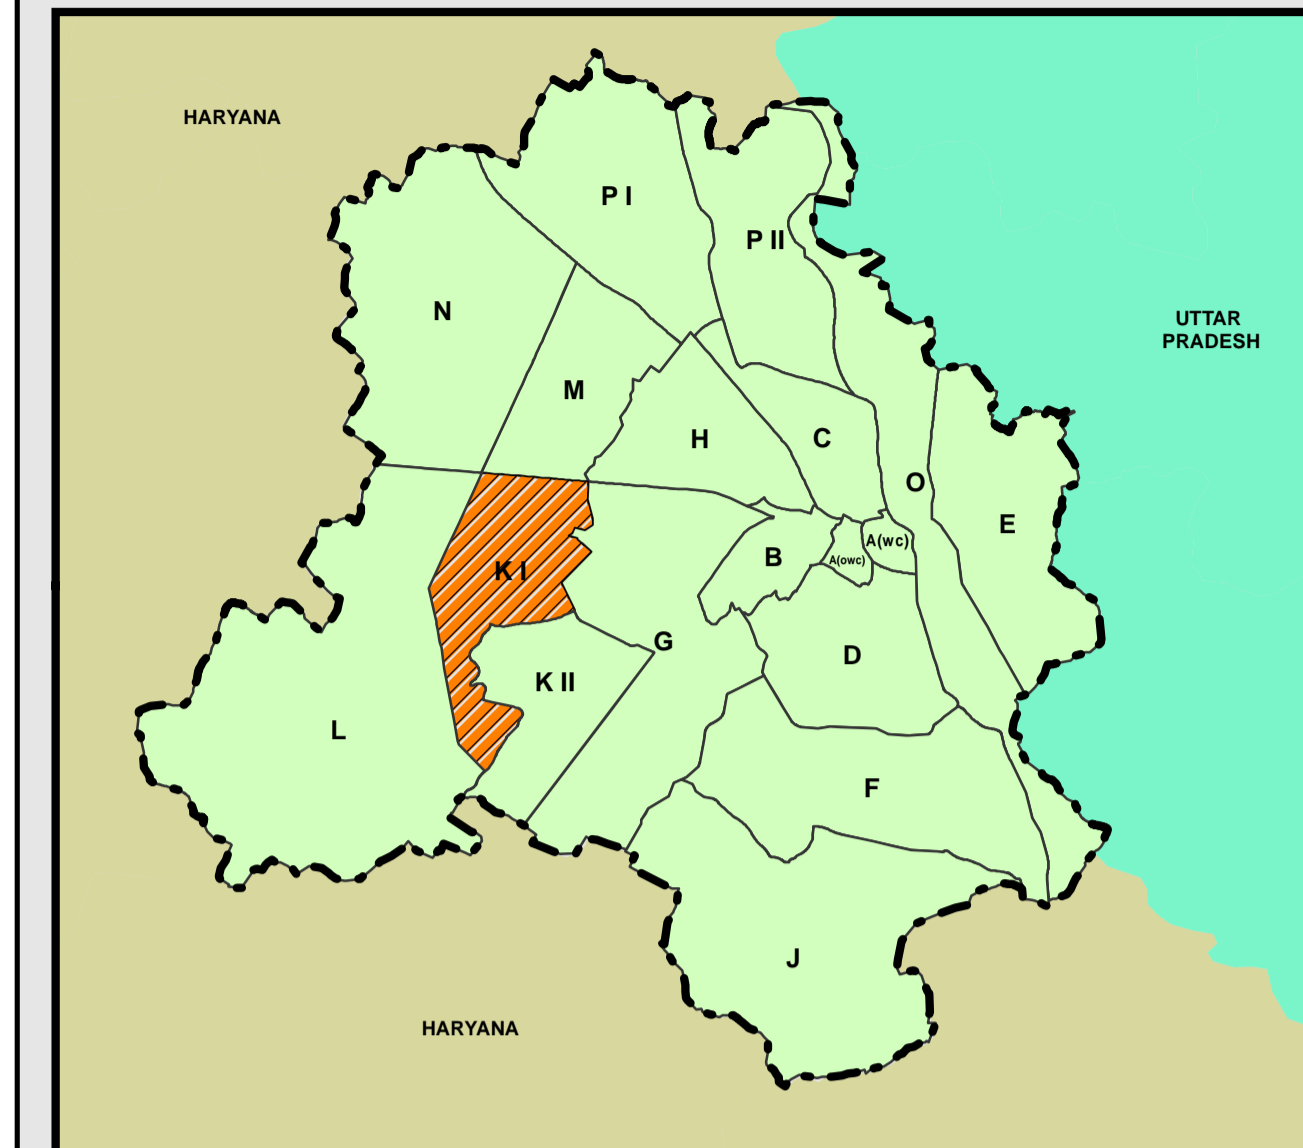 HARYANA
P I
P II
N
UTTAR
PRADESH
M
H
C
O
E
A(wc)
B
A(owc)
K I
G
D
K II
L
F
J
HARYANA